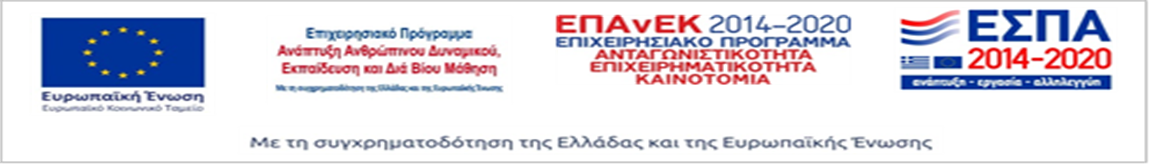 Ευρωπαϊκή Ένωση
Ευρωπαϊκό Κοινωνικό Ταμείο
Επιχειρησιακό Πρόγραμμα
Ανάπτυξη Ανθρώπινου Δυναμικού,
Εκπαίδευση και Διά Βίου Μάθηση
Με τη συγχρηματοδότηση της Ελλάδας και της Ευρωπαϊκής Ένωσης
ΕΠΑνΕΚ 2014–2020
ΕΠΙΧΕΙΡΗΣΙΑΚΟ ΠΡΟΓΡΑΜΜΑ
ΑΝΤΑΓΩΝΙΣΤΙΚΟΤΗΤΑ
ΕΠΙΧΕΙΡΗΜΑΤΙΚΟΤΗΤΑ
ΚΑΙΝΟΤΟΜΙΑ
ΕΣΠΑ
2014-2020
ανάπτυξη - εργασία - αλληλεγγύη
Με τη συγχρηματοδότηση της Ελλάδας και της Ευρωπαϊκής Ένωσης